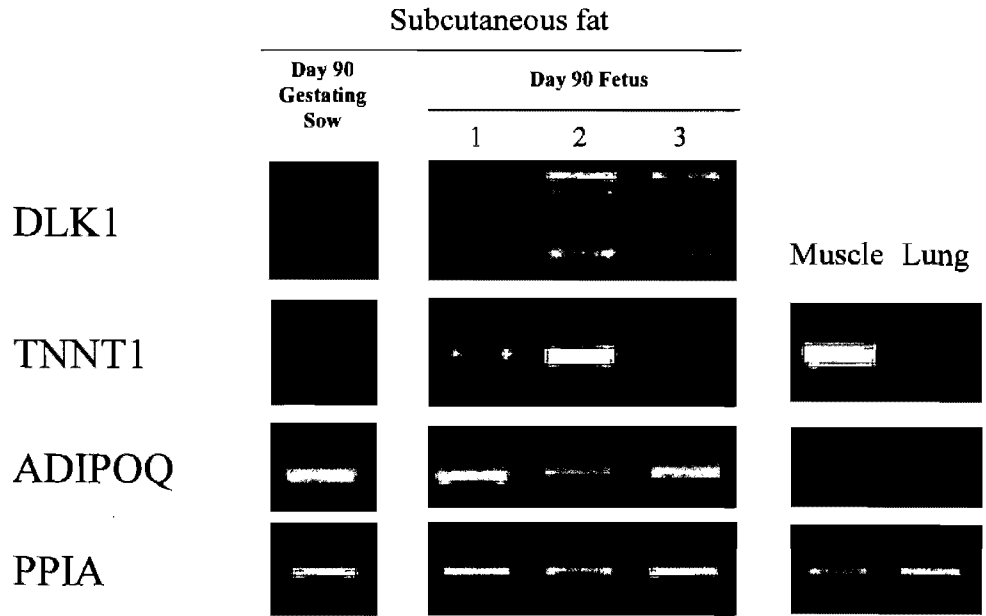 Subcutaneous fat
Day 90
Gestating
Sow
Day 90 Fetus
1 2 3
DLK1
Muscle Lung
TNNT1
ADIPOQ
PPIA